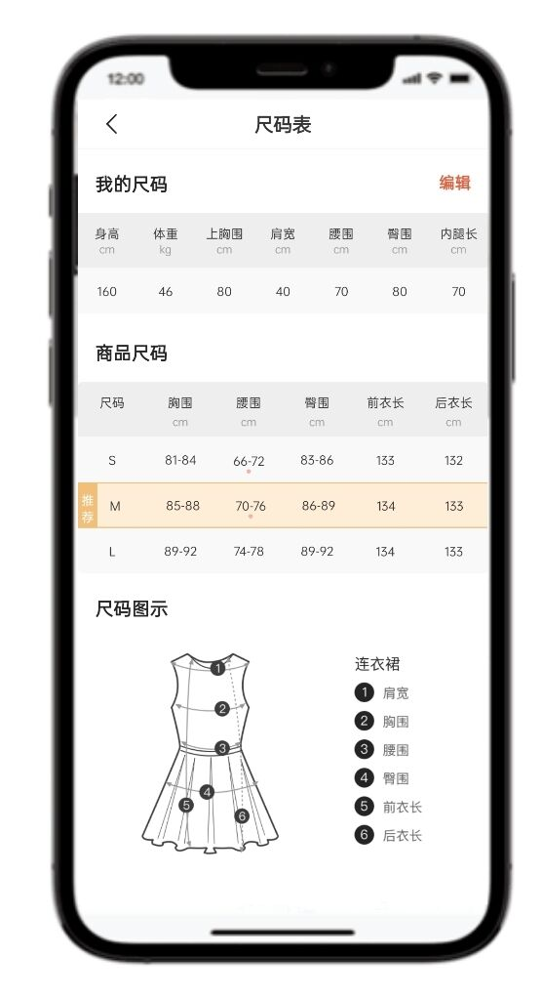 12:00
尺码表
我的尺码 编辑
身高 体重 上胸围 肩宽 腰围 臀围 内腿长
cm kg cm cm cm cm cm
160 46 80 40 70 80 70
商品尺码
尺码 胸围 腰围 臀围 前衣长 后衣长
cm cm cm cm cm
S 81-84 66-72 83-86 133 132
推荐 M 85-88 70-76 86-89 134 133
L 89-92 74-78 89-92 134 133
尺码图示
连衣裙
1 肩宽
2 胸围
3 腰围
4 臀围
5 前衣长
6 后衣长
1
2
3
4
5
6